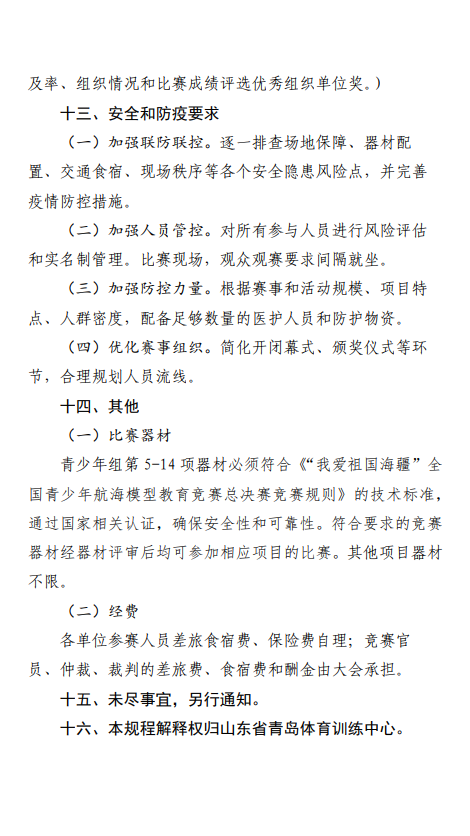 及率、组织情况和比赛成绩评选优秀组织单位奖。)
十三、安全和防疫要求
（一）加强联防联控。逐一排查场地保障、器材配
置、交通食宿、现场秩序等各个安全隐患风险点，并完善
疫情防控措施。
（二）加强人员管控。对所有参与人员进行风险评估
和实名制管理。比赛现场，观众观赛要求间隔就坐。
（三）加强防控力量。根据赛事和活动规模、项目特
点、人群密度，配备足够数量的医护人员和防护物资。
（四）优化赛事组织。简化开闭幕式、颁奖仪式等环
节，合理规划人员流线。
十四、其他
（一）比赛器材
青少年组第 5-14 项器材必须符合《“我爱祖国海疆”全
国青少年航海模型教育竞赛总决赛竞赛规则》的技术标准，
通过国家相关认证，确保安全性和可靠性。符合要求的竞赛
器材经器材评审后均可参加相应项目的比赛。其他项目器材
不限。
（二）经费
各单位参赛人员差旅食宿费、保险费自理；竞赛官
员、仲裁、裁判的差旅费、食宿费和酬金由大会承担。
十五、未尽事宜，另行通知。
十六、本规程解释权归山东省青岛体育训练中心。